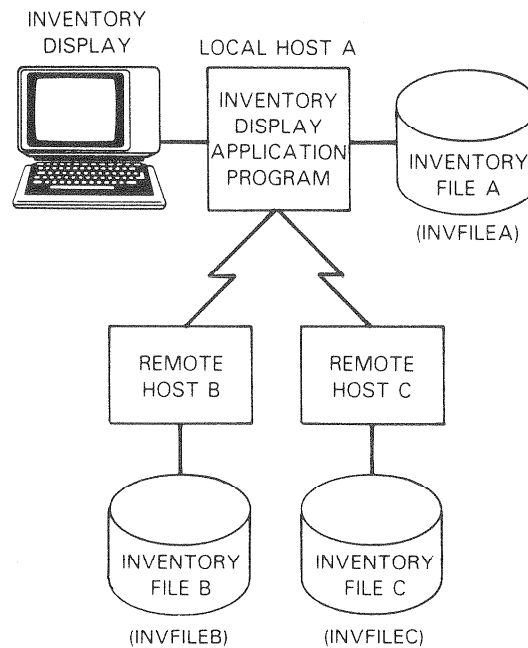 INVENTORY
DISPLAY
LOCAL HOST A
INVENTORY
DISPLAY
APPLICATION
PROGRAM
INVENTORY
FILE A
(INVFILEA)
REMOTE
HOST B
REMOTE
HOST C
INVENTORY
FILE B
(INVFILEB)
INVENTORY
FILE C
(INVFILEC)